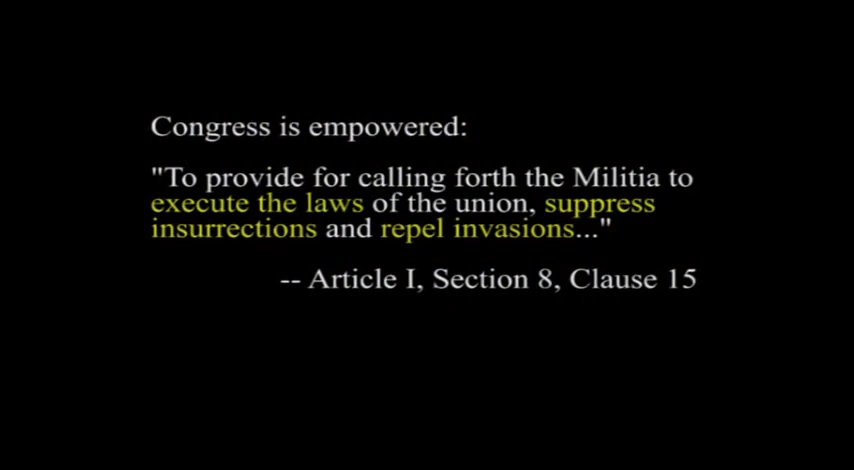 Congress is empowered:
"To provide for calling forth the Militia to
execute the laws of the union, suppress
insurrections and repel invasions..."
-- Article I, Section 8, Clause 15